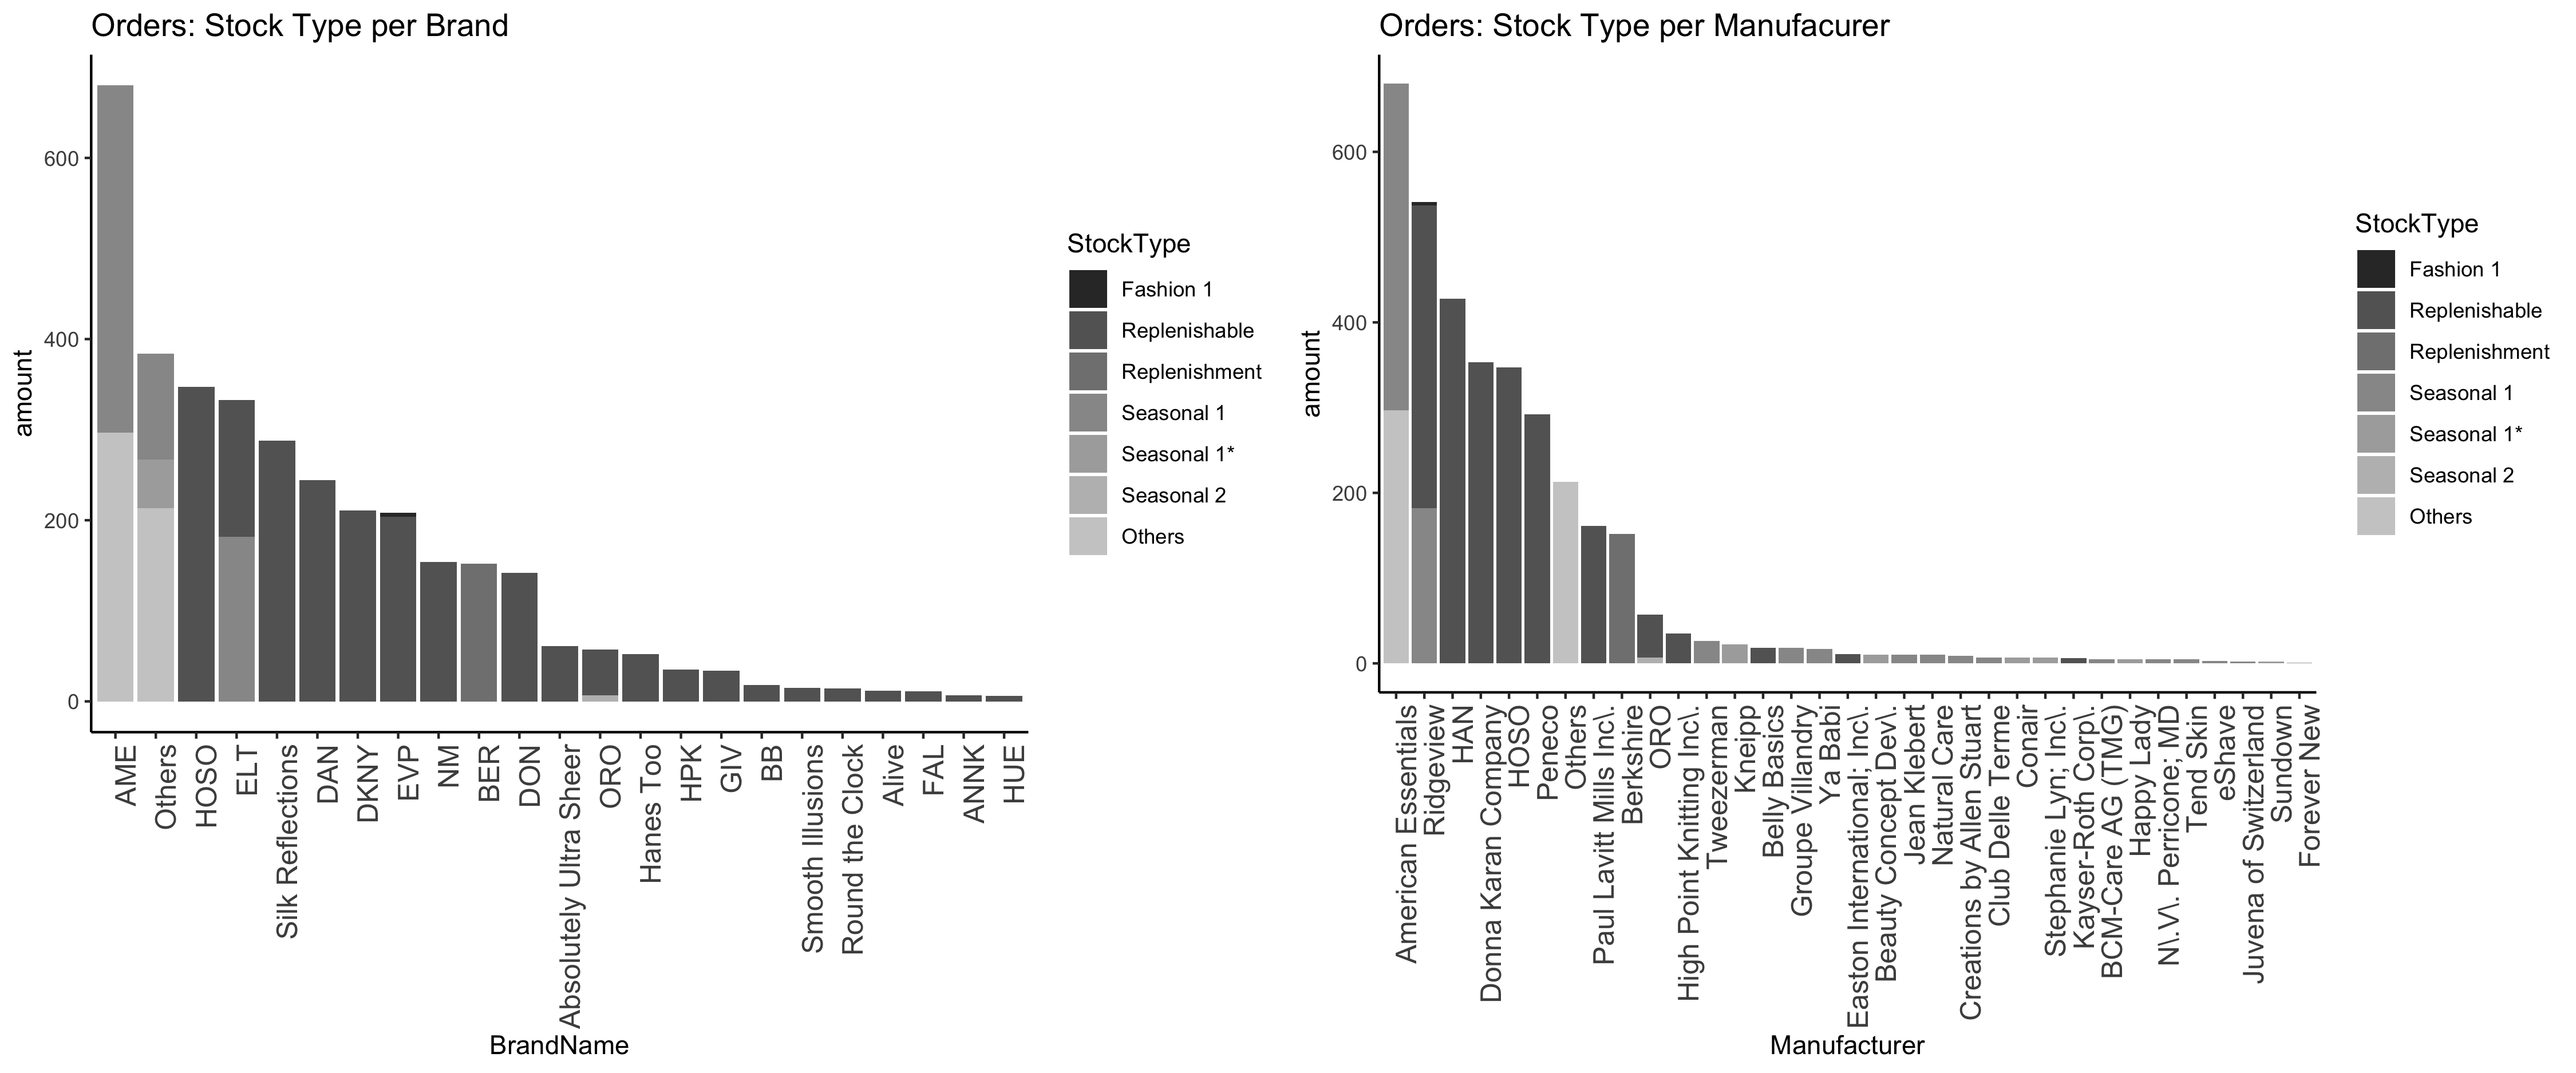 Orders: Stock Type per Brand
amount
600
400
200
0
AME
Others
HOSO
ELT
Silk Reflections
DAN
DKNY
EVP
NM
BER
DON
Absolutely Ultra Sheer
ORO
Hanes Too
HPK
GIV
BB
Smooth Illusions
Round the Clock
Alive
FAL
ANNK
HUE
BrandName
StockType
Fashion 1
Replenishable
Replenishment
Seasonal 1
Seasonal 1*
Seasonal 2
Others
Orders: Stock Type per Manufacurer
amount
600
400
200
0
American Essentials
Ridgeview
HAN
Donna Karan Company
HOSO
Peneco
Others
Paul Lavitt Mills Inc\.
Berkshire
ORO
High Point Knitting Inc\.
Tweezerman
Kneipp
Belly Basics
Groupe Villandry
Ya Babi
Easton International; Inc\.
Beauty Concept Dev\.
Jean Klebert
Natural Care
Creations by Allen Stuart
Club Delle Terme
Conair
Stephanie Lyn; Inc\.
Kayser-Roth Corp\.
BCM-Care AG (TMG)
Happy Lady
N\.V\. Perricone; MD
Tend Skin
eShave
Juvena of Switzerland
Sundown
Forever New
Manufacturer
StockType
Fashion 1
Replenishable
Replenishment
Seasonal 1
Seasonal 1*
Seasonal 2
Others